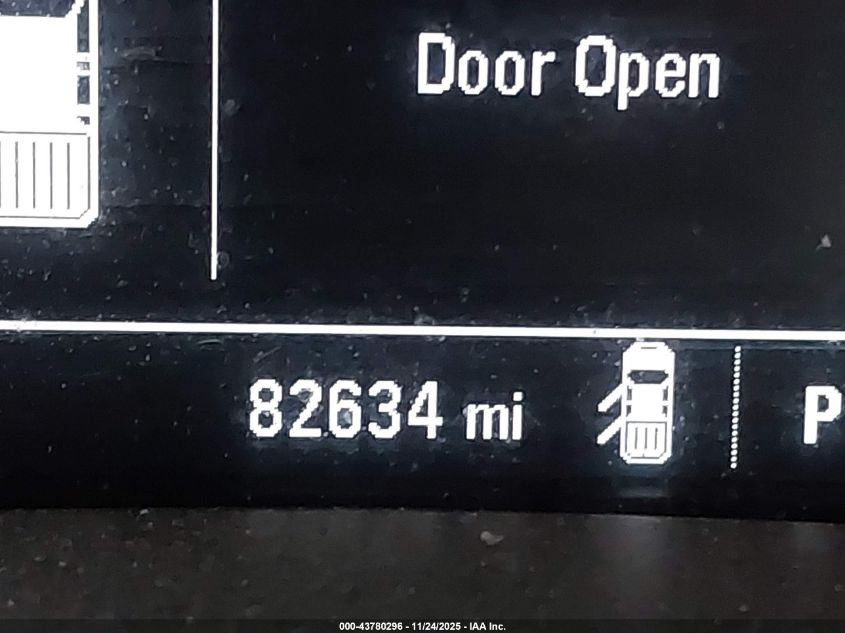 Door Open
82634 mi
P
000-43780296 - 11/24/2025 - IAA Inc.